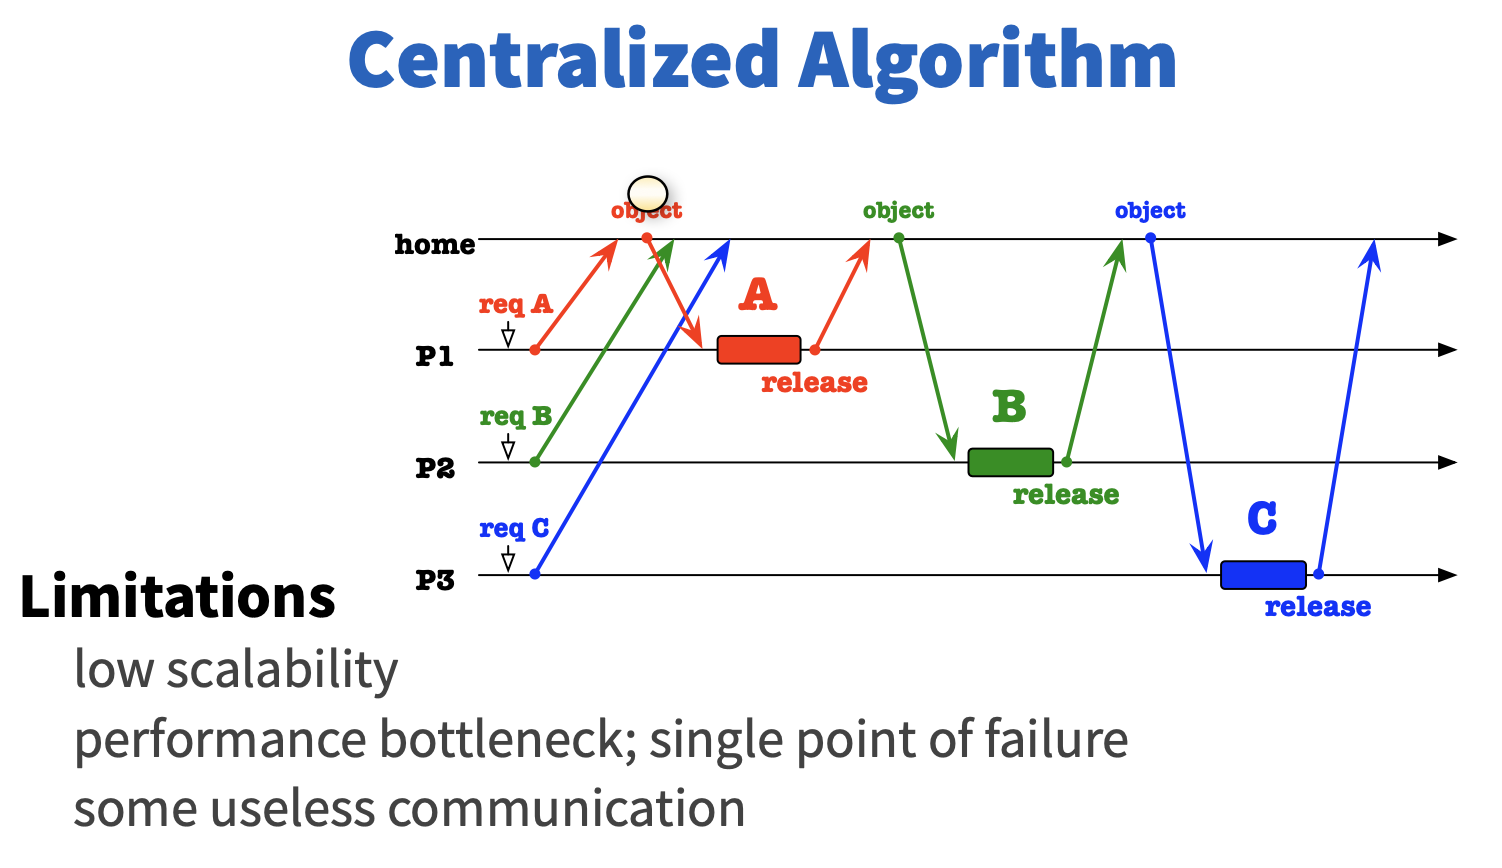 Centralized Algorithm
object object object
home
req A A
P1
release
req B B
P2
release
req C C
P3
release
Limitations
low scalability
performance bottleneck; single point of failure
some useless communication